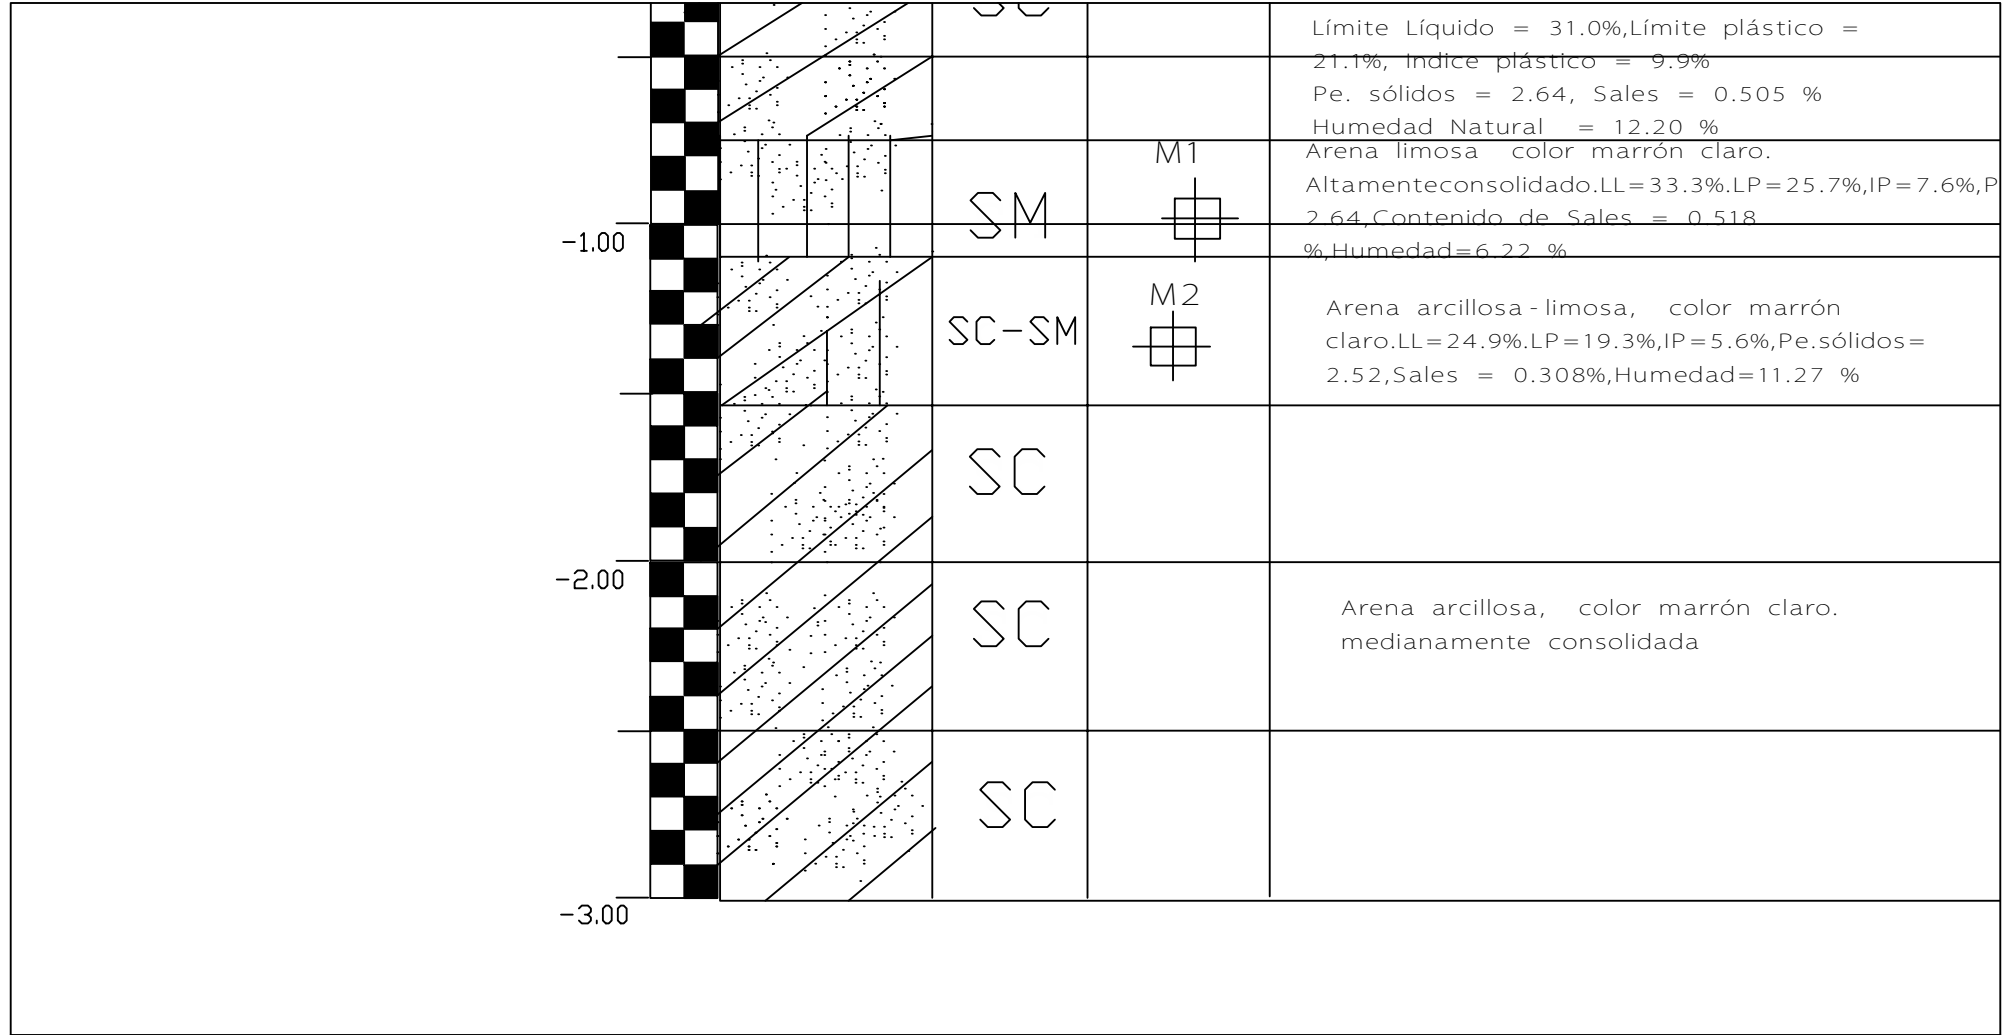 SC
Límite Líquido = 31.0%,Límite plástico =
21.1%, Indice plástico = 9.9%
Pe. sólidos = 2.64, Sales = 0.505 %
Humedad Natural = 12.20 %
-1.00
SM
M1
Arena limosa color marrón claro.
Altamenteconsolidado.LL=33.3%.LP=25.7%,IP=7.6%,P
2.64,Contenido de Sales = 0.518
%,Humedad=6.22 %
SC-SM
M2
Arena arcillosa-limosa, color marrón
claro.LL=24.9%.LP=19.3%,IP=5.6%,Pe.sólidos=
2.52,Sales = 0.308%,Humedad=11.27 %
SC
-2.00
SC
Arena arcillosa, color marrón claro.
medianamente consolidada
SC
-3.00